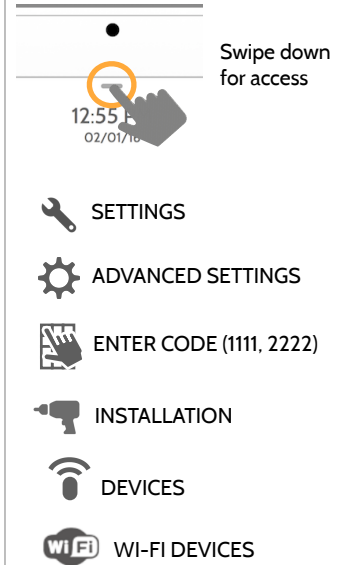 Swipe down
for access
12:55
02/01/
SETTINGS
ADVANCED SETTINGS
ENTER CODE (1111, 2222)
INSTALLATION
DEVICES
WiFi
WI-FI DEVICES